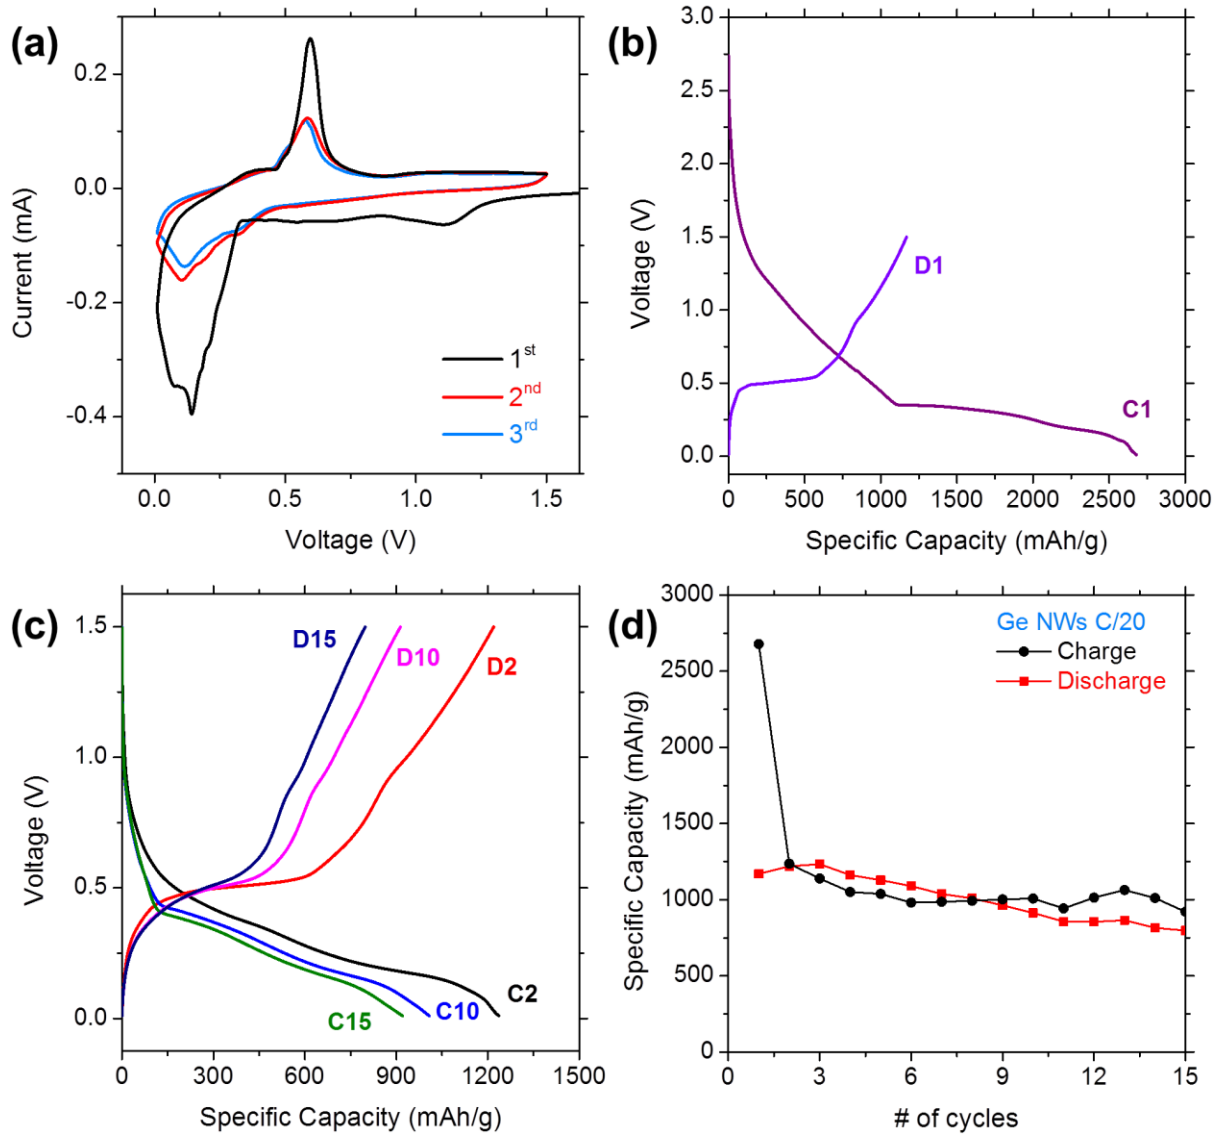 (a)
0.2
0.0
-0.2
-0.4
Current (mA)
1st
2nd
3rd
0.0 0.5 1.0 1.5
Voltage (V)
(b)
3.0
2.5
2.0
1.5
1.0
0.5
0.0
Voltage (V)
D1
C1
0 500 1000 1500 2000 2500 3000
Specific Capacity (mAh/g)
(c)
1.5
1.0
0.5
0.0
Voltage (V)
D15 D10 D2
C15 C10 C2
0 300 600 900 1200 1500
Specific Capacity (mAh/g)
(d)
3000
2500
2000
1500
1000
500
0
Specific Capacity (mAh/g)
Ge NWs C/20
Charge
Discharge
0 3 6 9 12 15
# of cycles